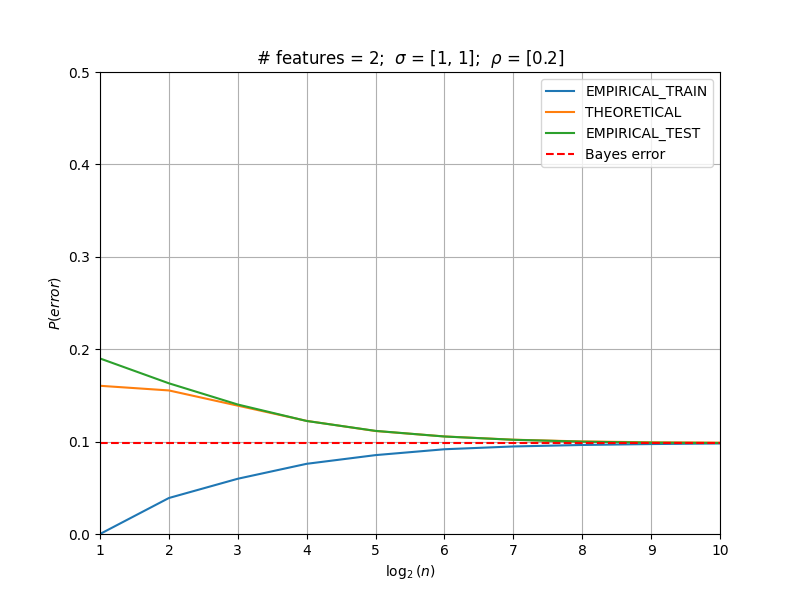 # features = 2; σ = [1, 1]; ρ = [0.2]
EMPIRICAL_TRAIN
THEORETICAL
EMPIRICAL_TEST
Bayes error
0.5
0.4
0.3
0.2
0.1
0.0
P(error)
1 2 3 4 5 6 7 8 9 10
log₂ (n)